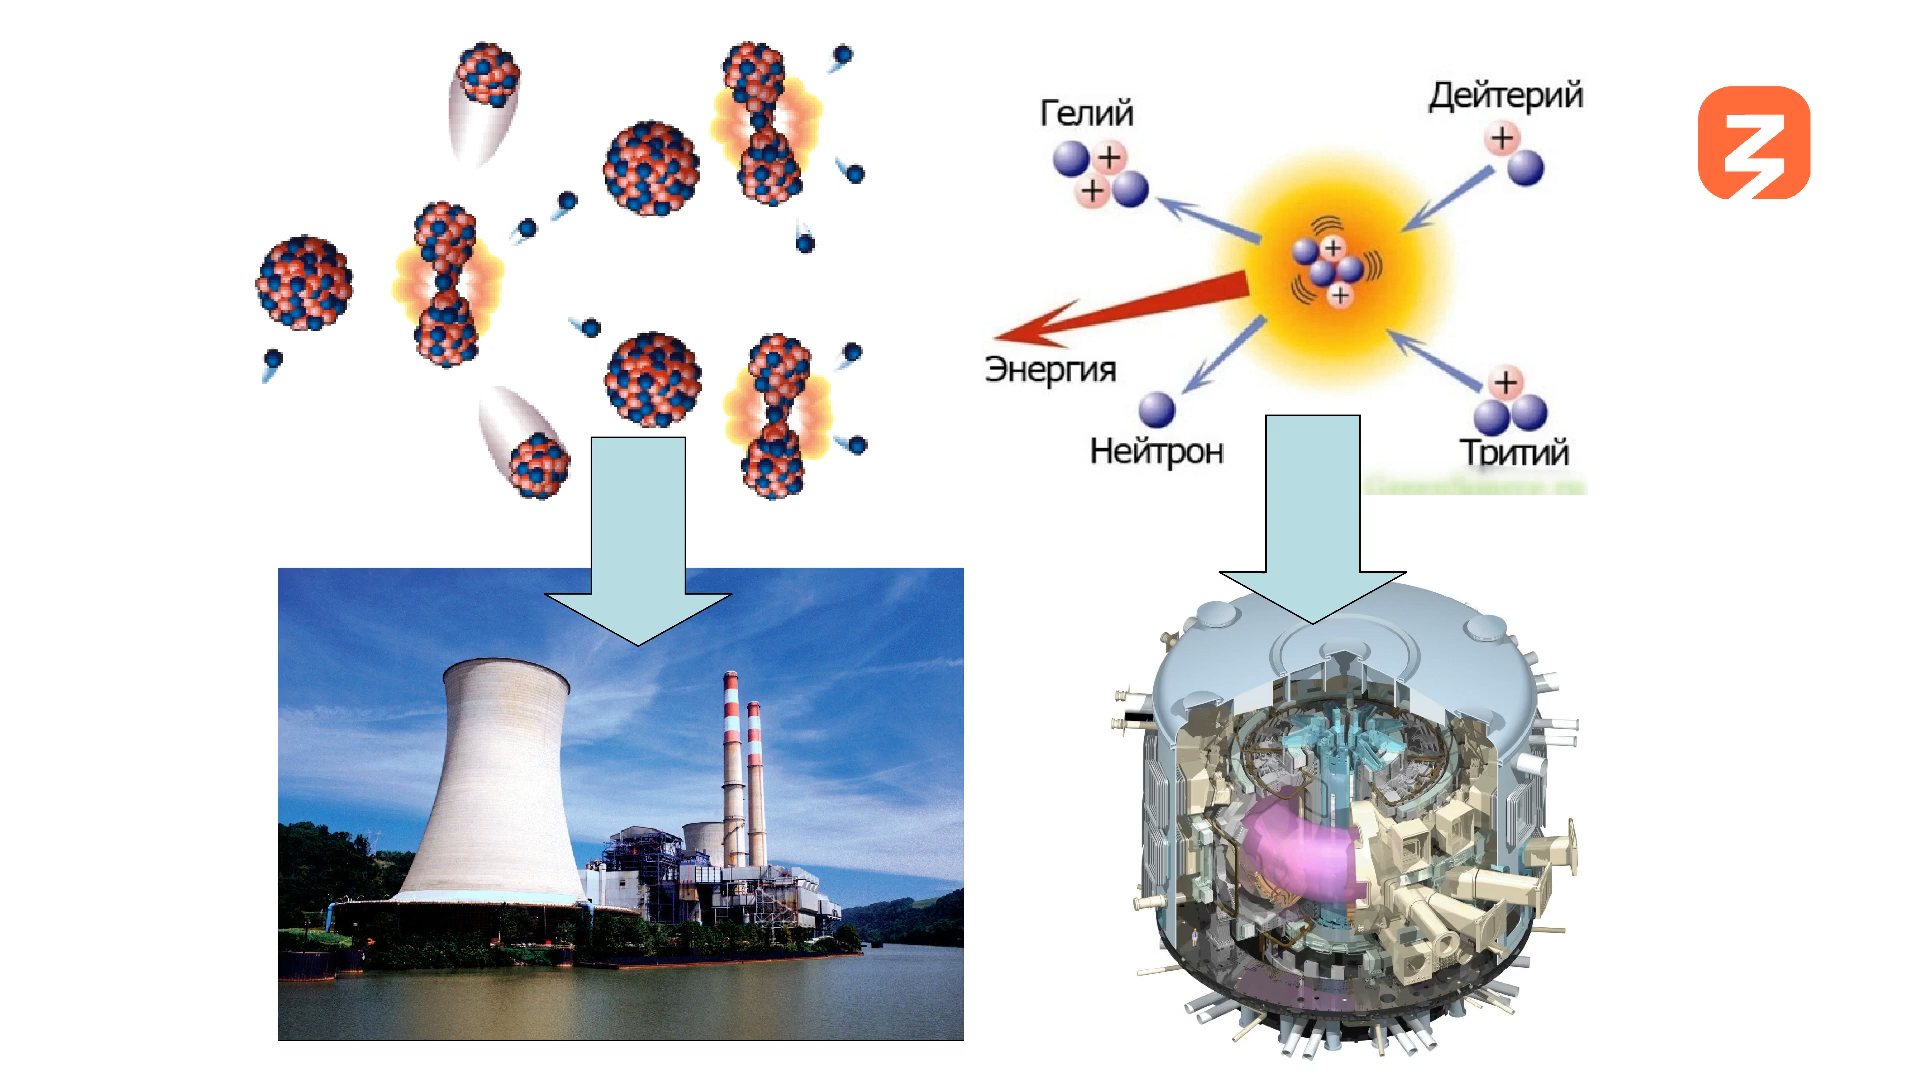 Гелий
Дейтерий
Энергия
Нейтрон
Тритий